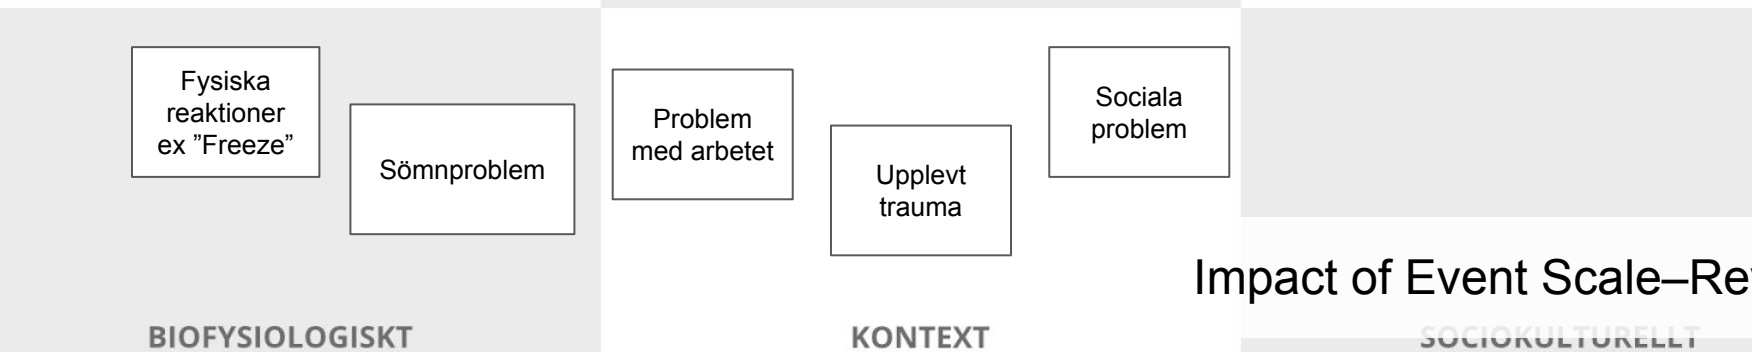 Fysiska
reaktioner
ex ”Freeze”
Sömnproblem
Problem
med arbetet
Upplevt
trauma
Sociala
problem
Impact of Event Scale–Re
BIOFYSIOLOGISKT
KONTEXT
SOCIOKULTURELLT